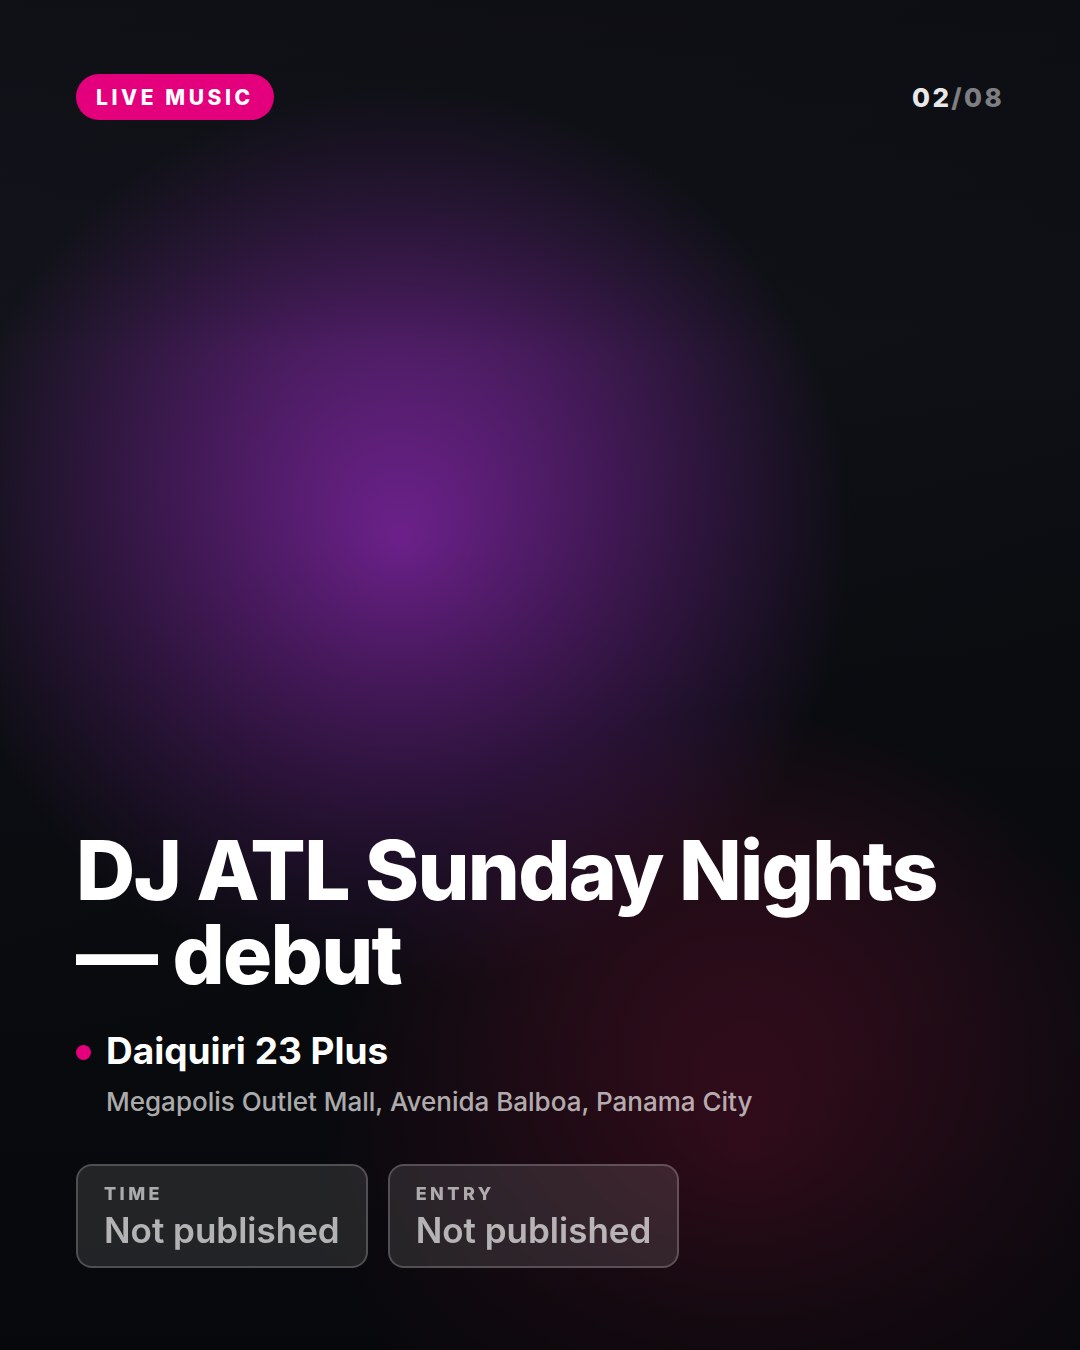 LIVE MUSIC
02/08
DJ ATL Sunday Nights
— debut
Daiquiri 23 Plus
Megapolis Outlet Mall, Avenida Balboa, Panama City
TIME
Not published
ENTRY
Not published